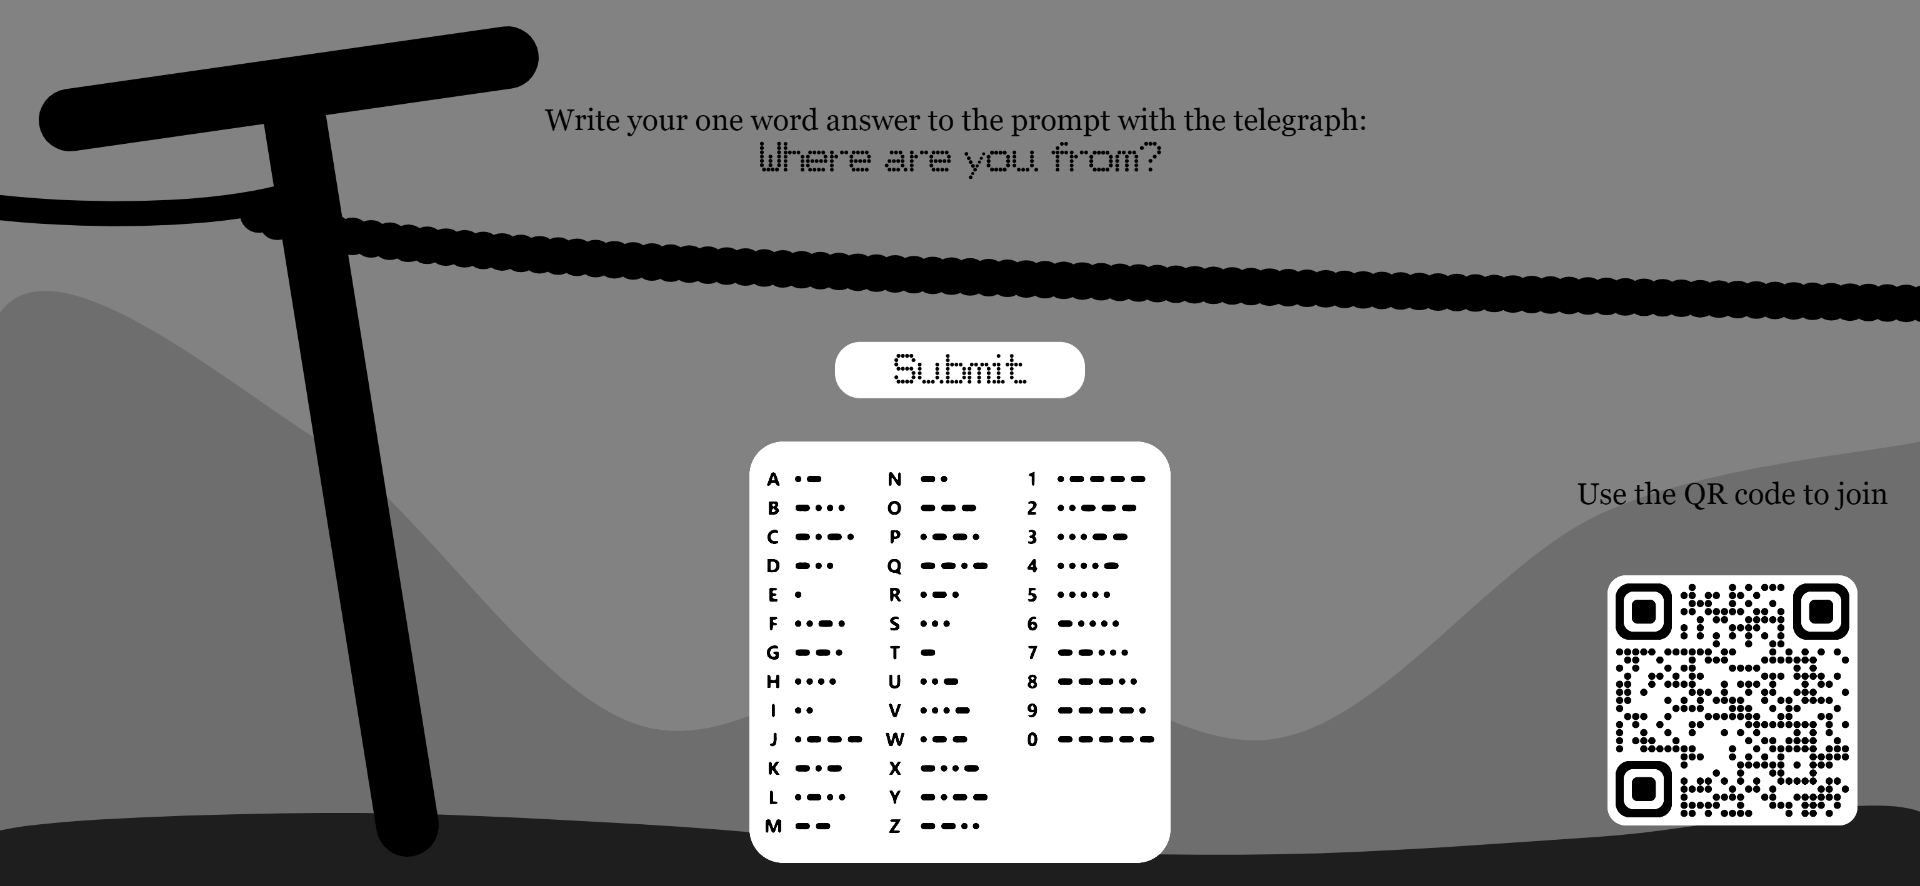 Write your one word answer to the prompt with the telegraph:
Where are you from?
Submit
A •– N –• 1 •––––
B –••• O ––– 2 ••–––
C –•–• P •––• 3 •••––
D –•• Q ––•– 4 ••••–
E • R •–• 5 •••••
F ••–• S ••• 6 –••••
G ––• T – 7 ––•••
H •••• U ••– 8 –––••
I •• V •••– 9 ––––•
J •––– W •–– 0 –––––
K –•– X –••–
L •–•• Y –•––
M –– Z ––••
Use the QR code to join